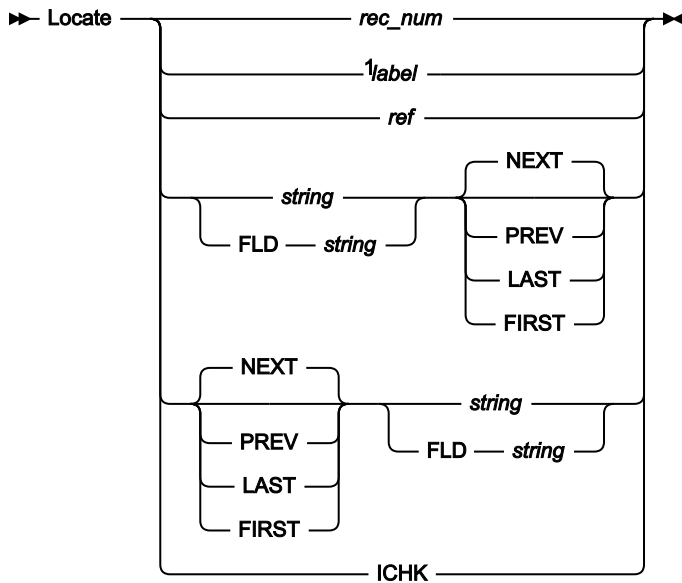 Locate rec_num
1label
ref
NEXT
string
FLD string
PREV
LAST
FIRST
NEXT
string
PREV
FLD string
LAST
FIRST
ICHK